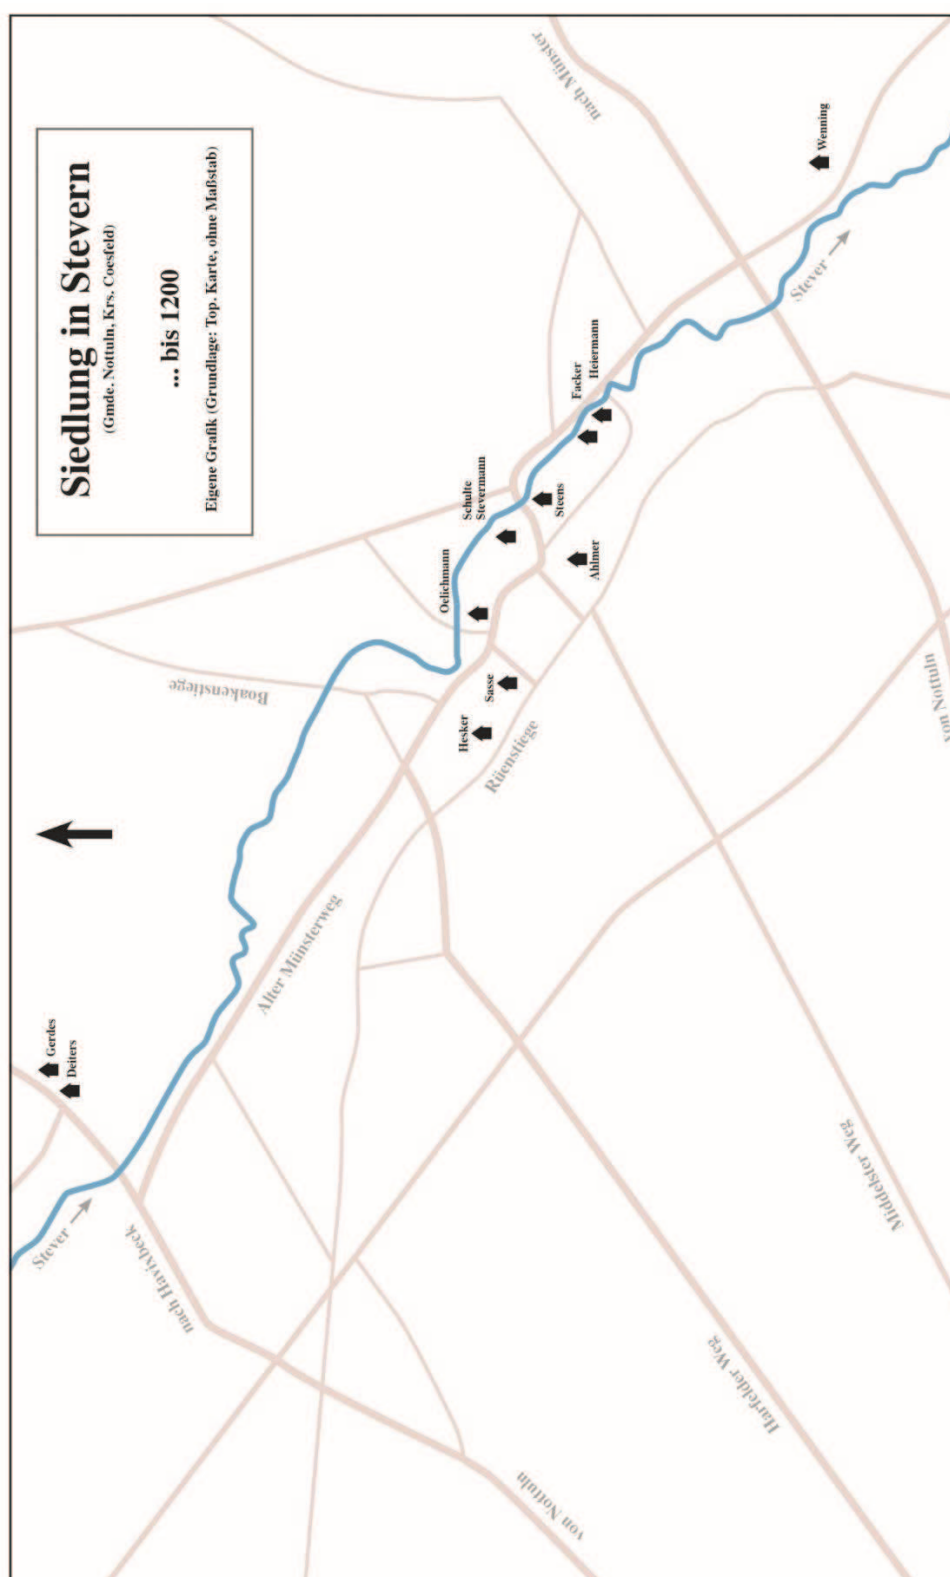 Siedlung in Stevern
(Gmde. Nottuln, Krs. Coesfeld)
... bis 1200
Eigene Grafik (Grundlage: Top. Karte, ohne Maßstab)
Gerdes
Deiters
Stever
nach Havixbeck
Alter Münsterweg
Boakenstiege
Oelichmann
Schulte
Stevermann
Hesker
Sasse
Rüenstiege
Steens
Ahlmer
Facker
Heiermann
nach Münster
Wenning
Stever
von Nottuln
Harfelder Weg
Middelster Weg
von Nottuln